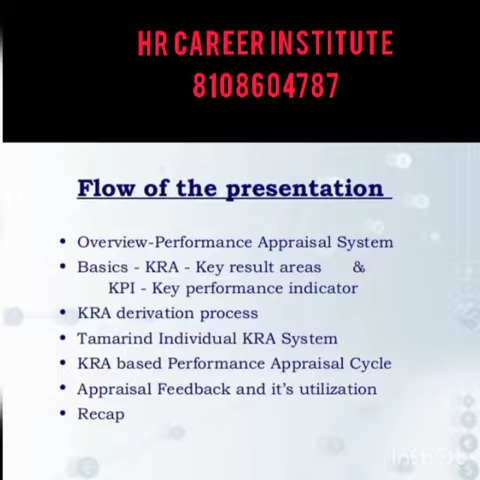 HR CAREER INSTITUTE
8108604787
Flow of the presentation
• Overview-Performance Appraisal System
• Basics - KRA - Key result areas &
KPI - Key performance indicator
• KRA derivation process
• Tamarind Individual KRA System
• KRA based Performance Appraisal Cycle
• Appraisal Feedback and it's utilization
• Recap